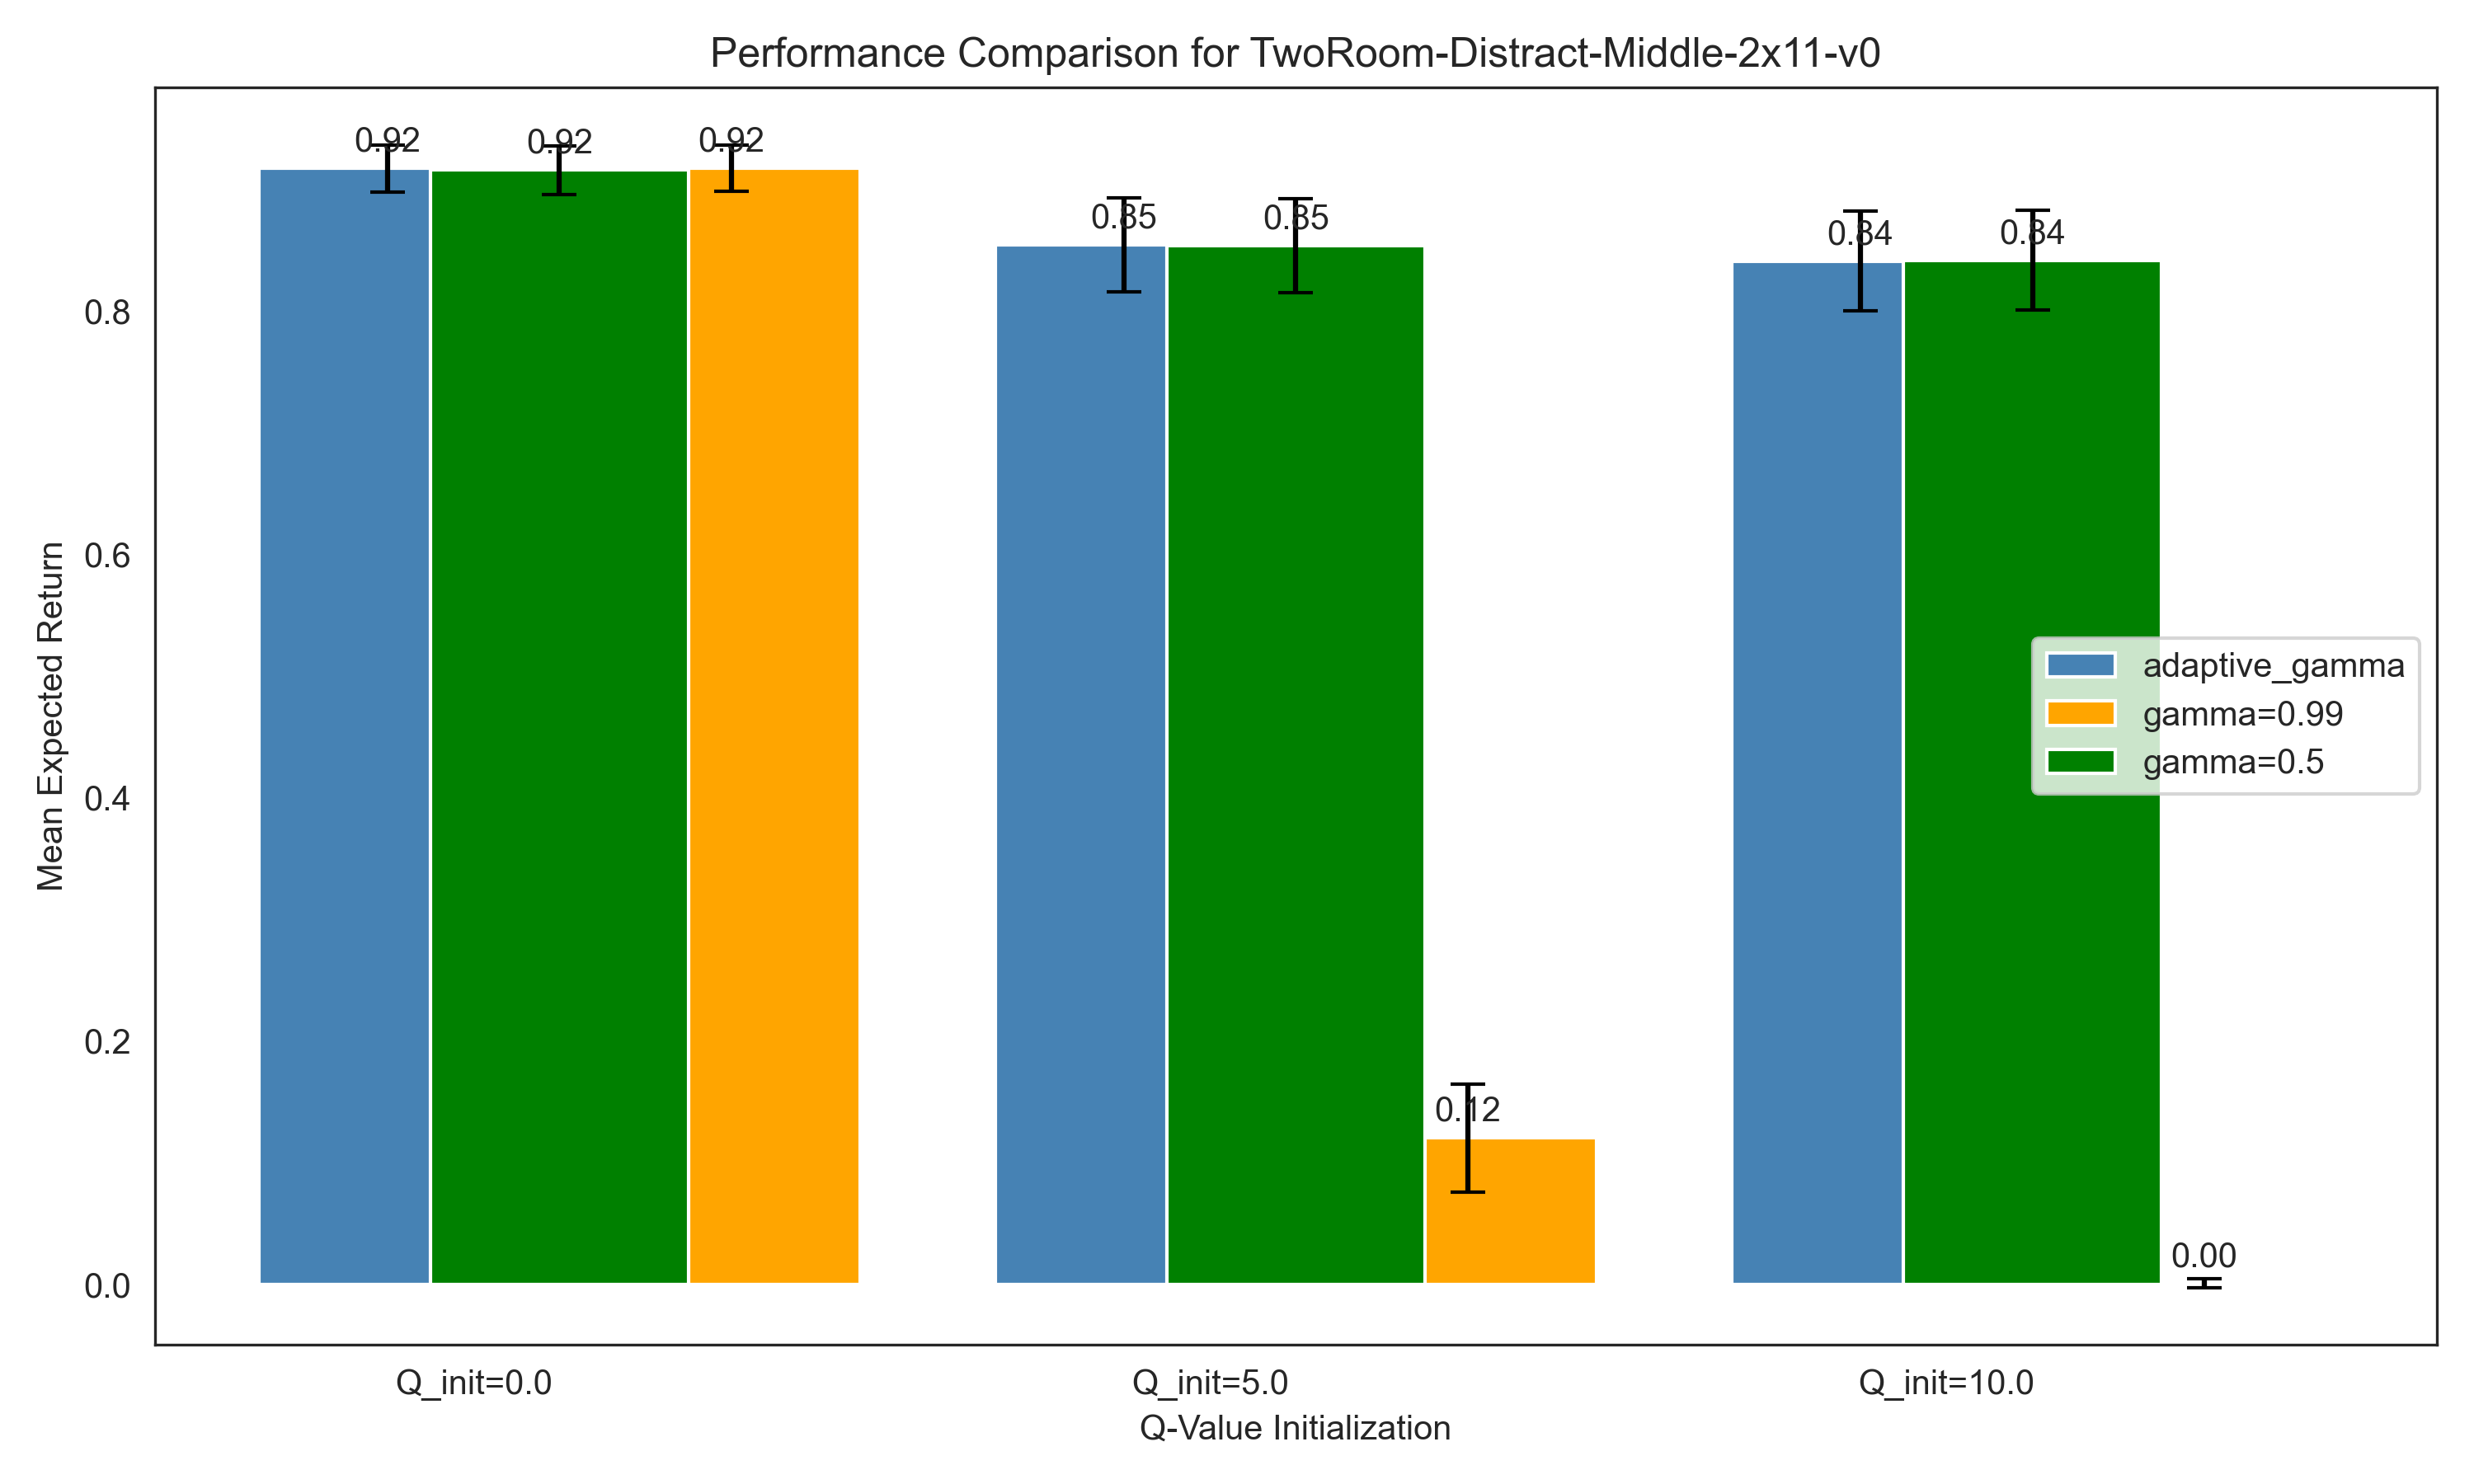 Performance Comparison for TwoRoom-Distract-Middle-2x11-v0
0.92
0.92
0.92
0.85
0.85
0.12
0.84
0.84
0.00
Mean Expected Return
0.8
0.6
0.4
0.2
0.0
adaptive_gamma
gamma=0.99
gamma=0.5
Q_init=0.0
Q_init=5.0
Q_init=10.0
Q-Value Initialization